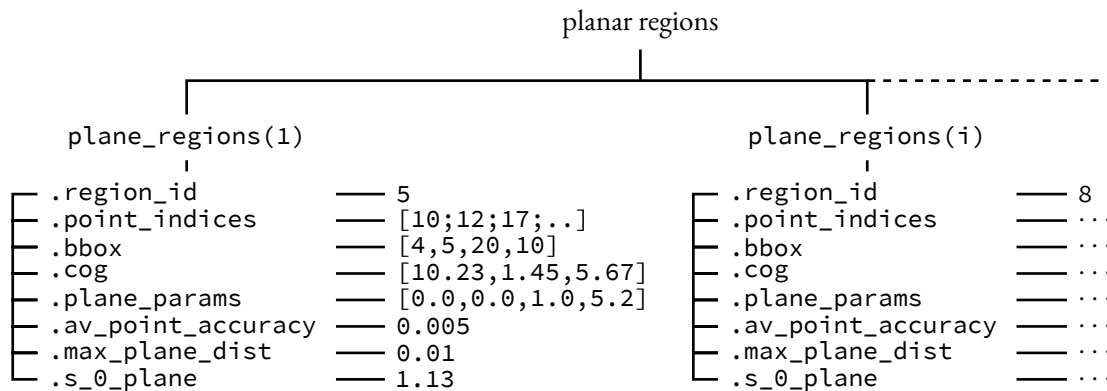 planar regions
plane_regions(1)
.region_id 5
.point_indices [10;12;17;..]
.bbox [4,5,20,10]
.cog [10.23,1.45,5.67]
.plane_params [0.0,0.0,1.0,5.2]
.av_point_accuracy 0.005
.max_plane_dist 0.01
.s_0_plane 1.13
plane_regions(i)
.region_id 8
.point_indices ...
.bbox ...
.cog ...
.plane_params ...
.av_point_accuracy ...
.max_plane_dist ...
.s_0_plane ...